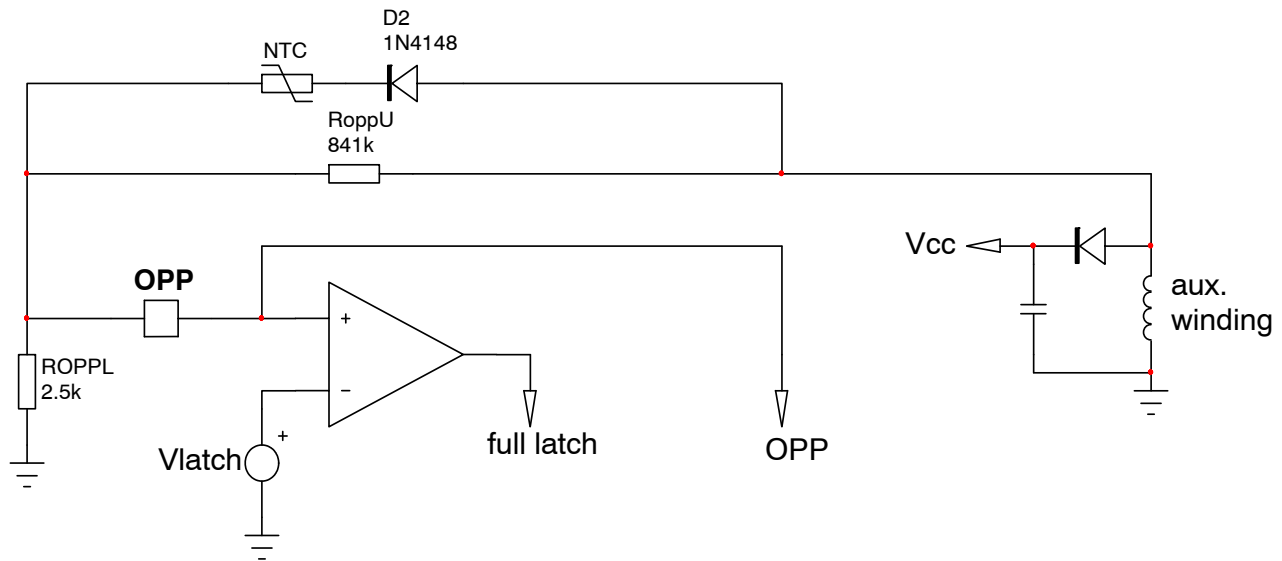 D2
1N4148
NTC
RoppU
841k
Vcc
OPP
aux.
winding
+
ROPPL
2.5k
−
+
full latch
OPP
Vlatch